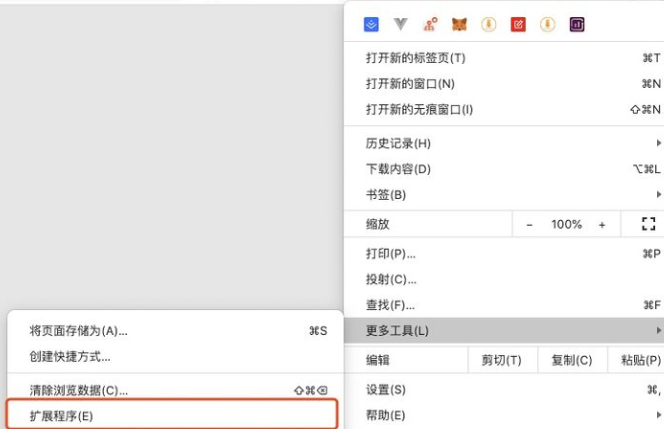 打开新的标签页(T) ⌘T
打开新的窗口(N) ⌘N
打开新的无痕窗口(I) ⇧⌘N
历史记录(H)
下载内容(D) ⌥⌘L
书签(B)
缩放 - 100% +
打印(P)... ⌘P
投射(C)...
查找(F)... ⌘F
更多工具(L)
编辑 剪切(T) 复制(C) 粘贴(P)
设置(S) ⌘,
帮助(E)
将页面存储为(A)... ⌘S
创建快捷方式...
清除浏览数据(C)... ⇧⌘⌫
扩展程序(E)